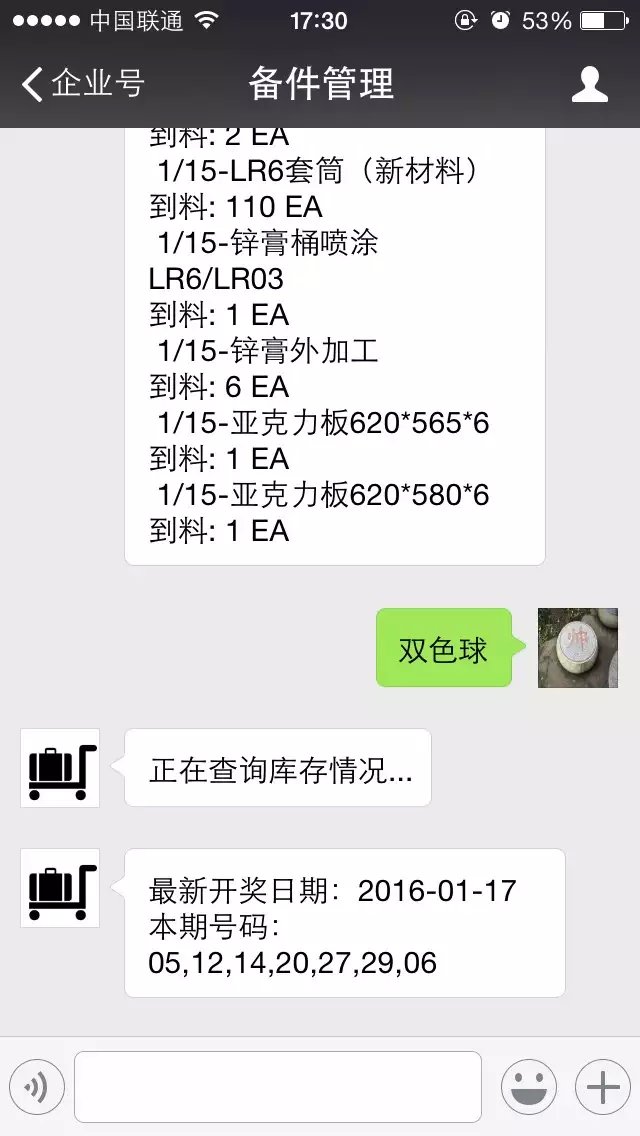 中国联通 17:30 53%
企业号 备件管理
到料: 2 EA
1/15-LR6套筒（新材料）
到料: 110 EA
1/15-锌膏桶喷涂
LR6/LR03
到料: 1 EA
1/15-锌膏外加工
到料: 6 EA
1/15-亚克力板620*565*6
到料: 1 EA
1/15-亚克力板620*580*6
到料: 1 EA
双色球
帅
正在查询库存情况...
最新开奖日期：2016-01-17
本期号码：
05,12,14,20,27,29,06